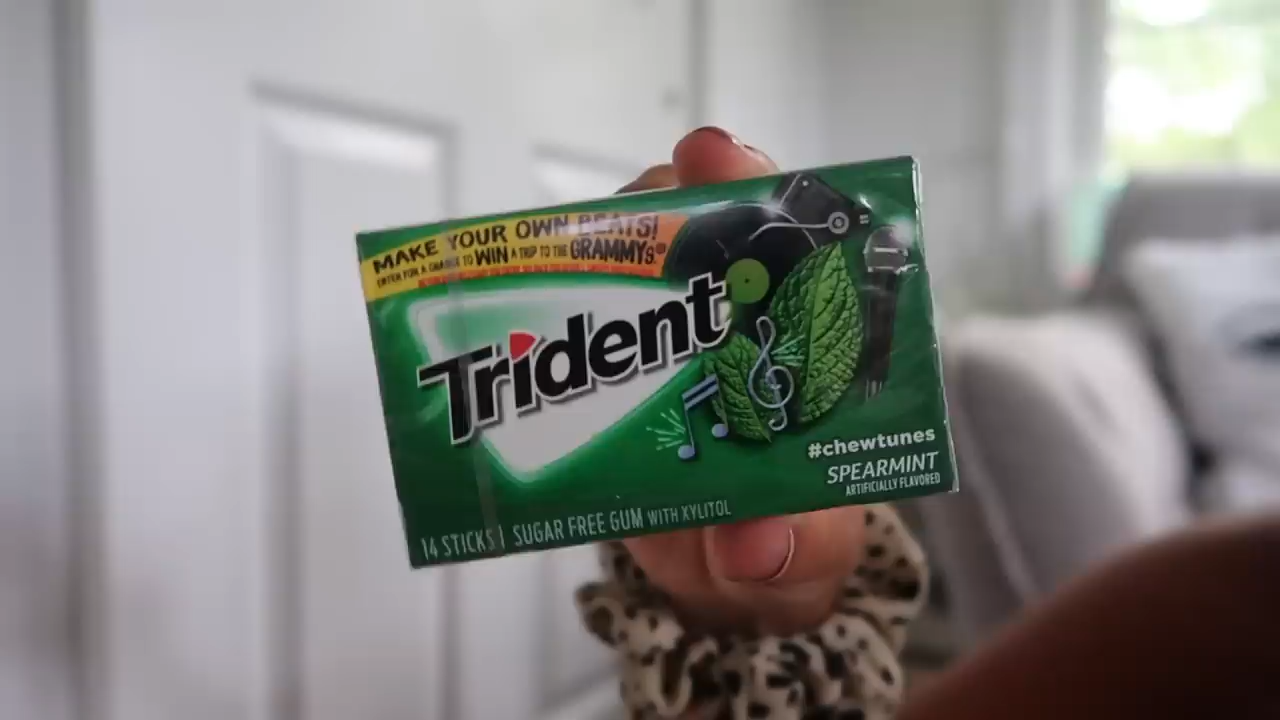 MAKE YOUR OWN BEATS!
ENTER FOR A CHANCE TO WIN A TRIP TO THE GRAMMYS®
Trident
#chewtunes
SPEARMINT
ARTIFICIALLY FLAVORED
14 STICKS | SUGAR FREE GUM WITH XYLITOL